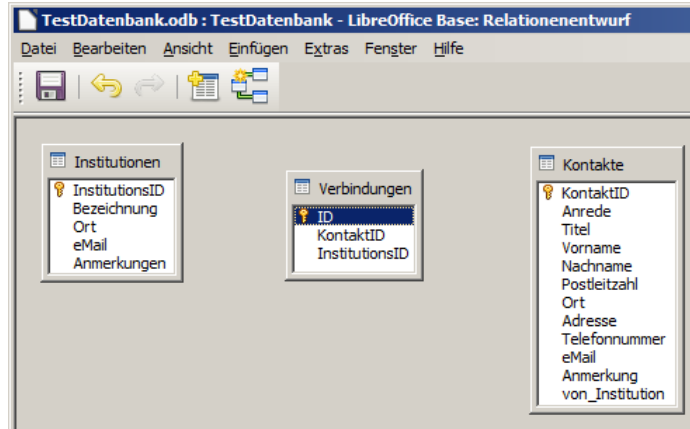 TestDatenbank.odb : TestDatenbank - LibreOffice Base: Relationenentwurf
Datei Bearbeiten Ansicht Einfügen Extras Fenster Hilfe
Institutionen
InstitutionsID
Bezeichnung
Ort
eMail
Anmerkungen
Verbindungen
ID
KontaktID
InstitutionsID
Kontakte
KontaktID
Anrede
Titel
Vorname
Nachname
Postleitzahl
Ort
Adresse
Telefonnummer
eMail
Anmerkung
von_Institution